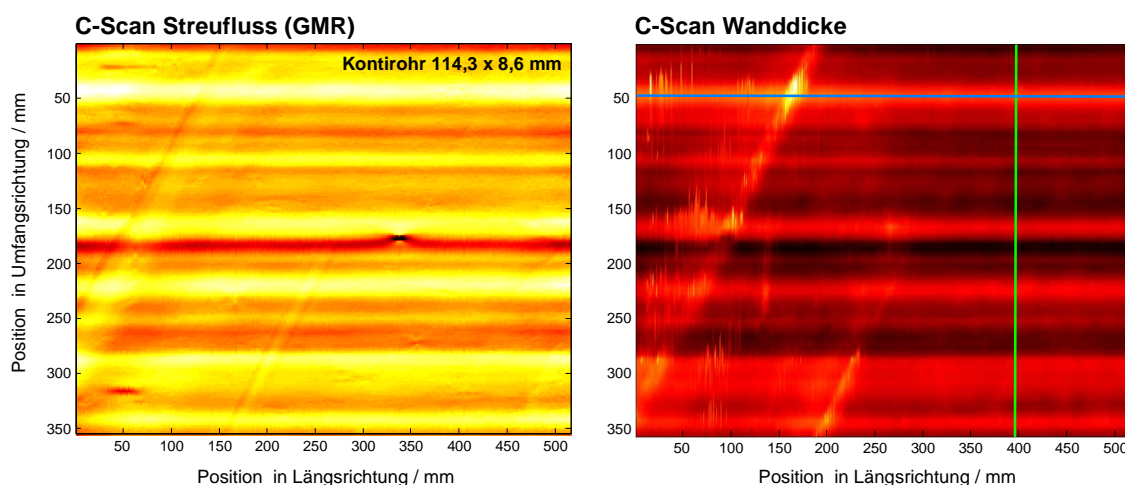 C-Scan Streufluss (GMR)
Kontirohr 114,3 x 8,6 mm
Position in Umfangsrichtung / mm
50
100
150
200
250
300
350
50 100 150 200 250 300 350 400 450 500
Position in Längsrichtung / mm
C-Scan Wanddicke
50
100
150
200
250
300
350
50 100 150 200 250 300 350 400 450 500
Position in Längsrichtung / mm